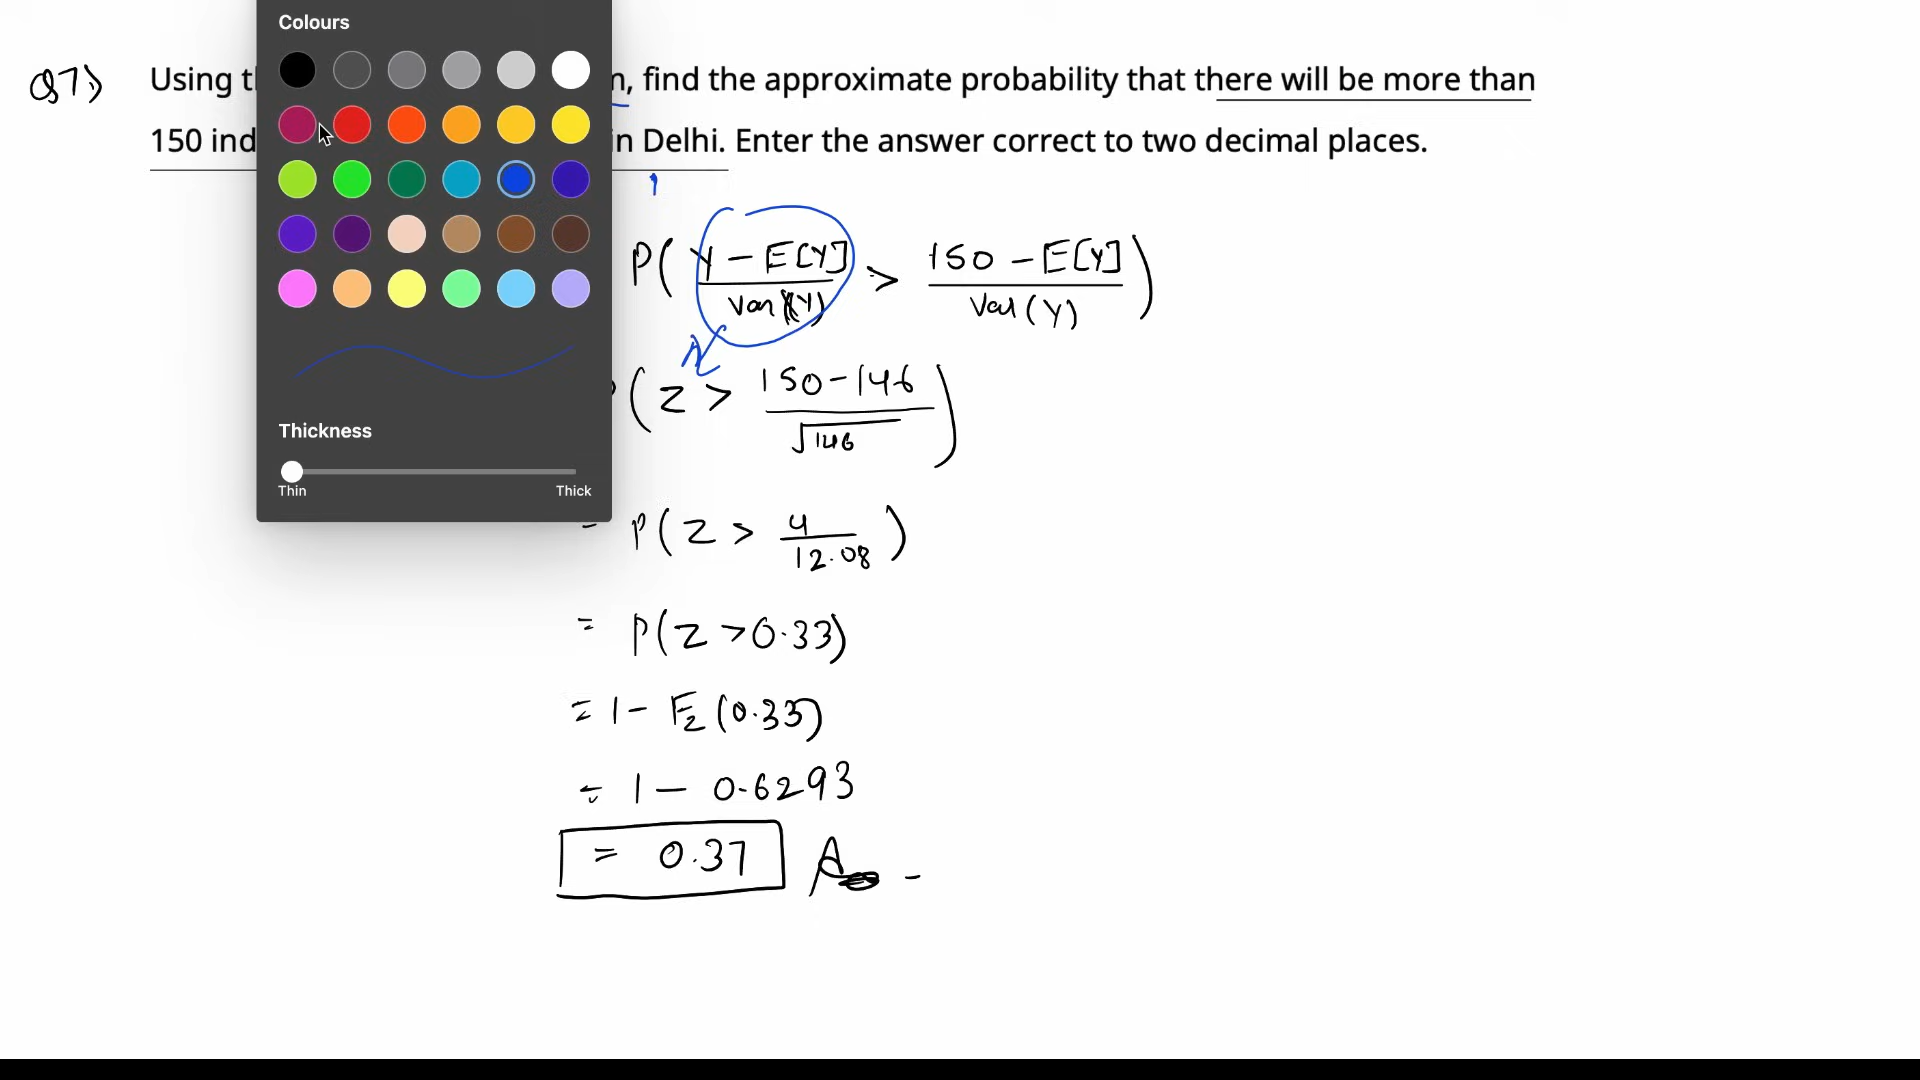 Colours
Q7) Using t n, find the approximate probability that there will be more than
150 ind in Delhi. Enter the answer correct to two decimal places.
P( Y - E[Y] / Var(Y) > 150 - E[Y] / Var(Y) )
( Z > 150-146 / √146 )
Thickness
Thin Thick
= P( Z > 4 / 12.08 )
= P(Z > 0.33)
= 1 - F_Z (0.33)
= 1 - 0.6293
= 0.37